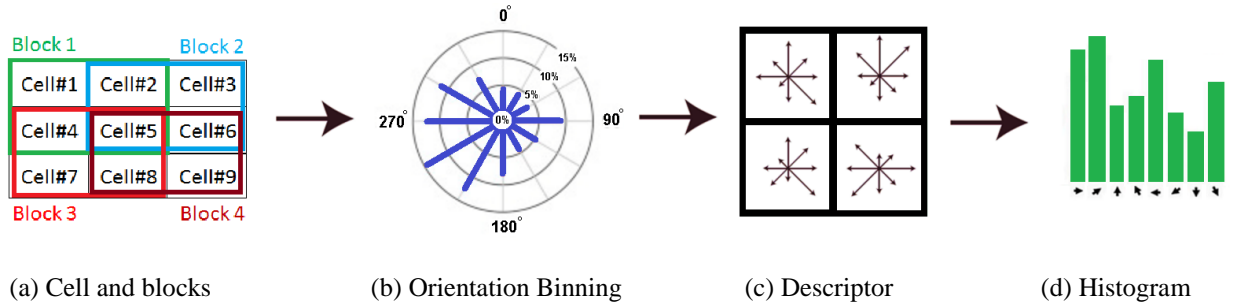 Block 1 Block 2
Cell#1 Cell#2 Cell#3
Cell#4 Cell#5 Cell#6
Cell#7 Cell#8 Cell#9
Block 3 Block 4
0°
15%
10%
5%
270° 0% 90°
180°
(a) Cell and blocks (b) Orientation Binning (c) Descriptor (d) Histogram